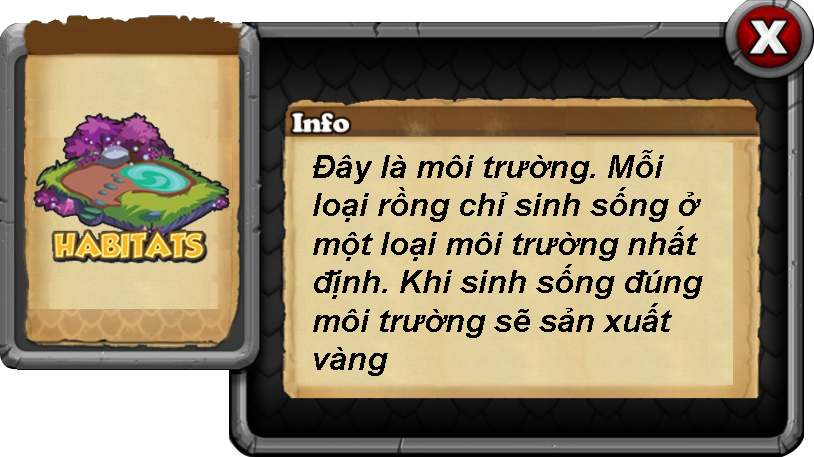 HABITATS
Info
Đây là môi trường. Mỗi
loại rồng chỉ sinh sống ở
một loại môi trường nhất
định. Khi sinh sống đúng
môi trường sẽ sản xuất
vàng
X